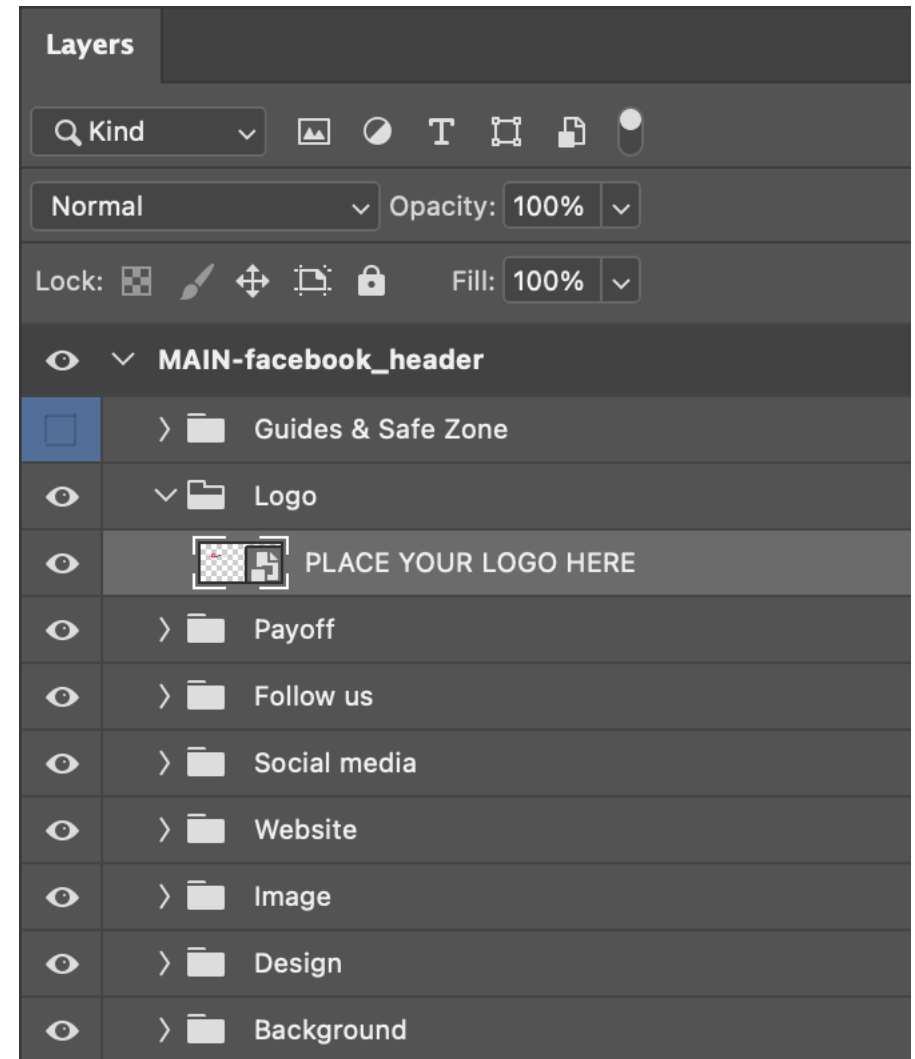 Layers
Kind
Normal Opacity: 100%
Lock: Fill: 100%
MAIN-facebook_header
Guides & Safe Zone
Logo
PLACE YOUR LOGO HERE
Payoff
Follow us
Social media
Website
Image
Design
Background